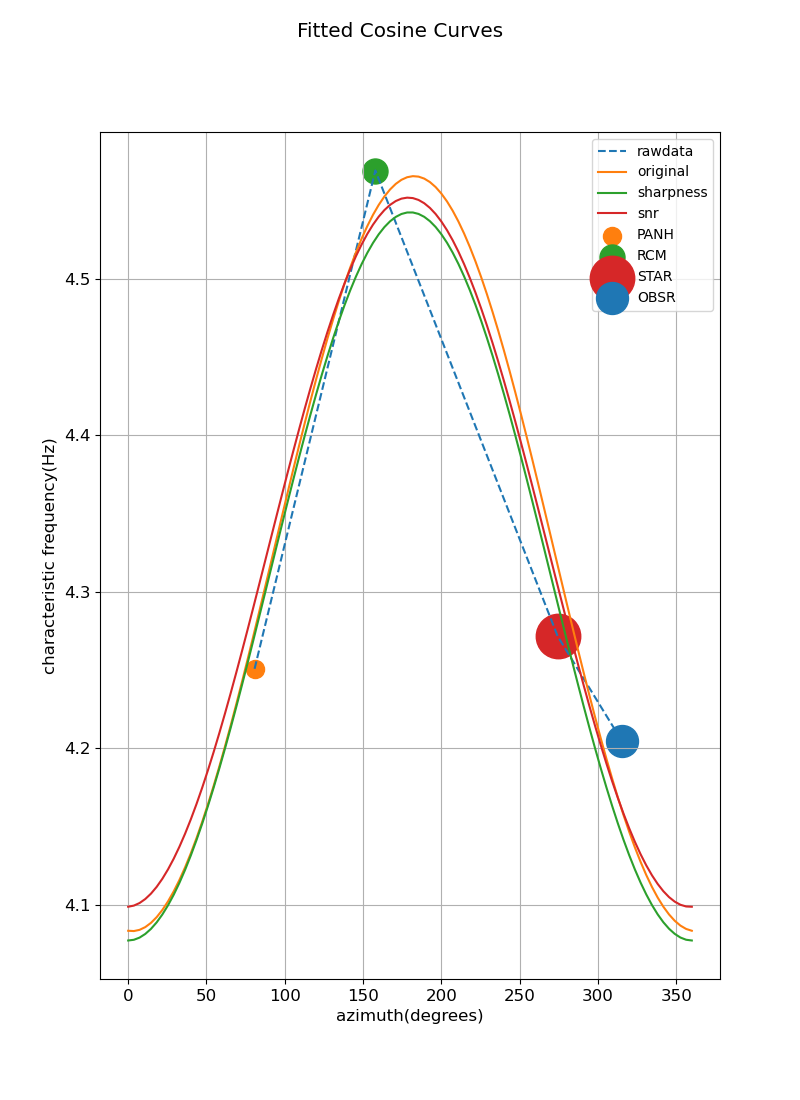 Fitted Cosine Curves
rawdata
original
sharpness
snr
PANH
RCM
STAR
OBSR
4.5
4.4
4.3
4.2
4.1
characteristic frequency(Hz)
0 50 100 150 200 250 300 350
azimuth(degrees)